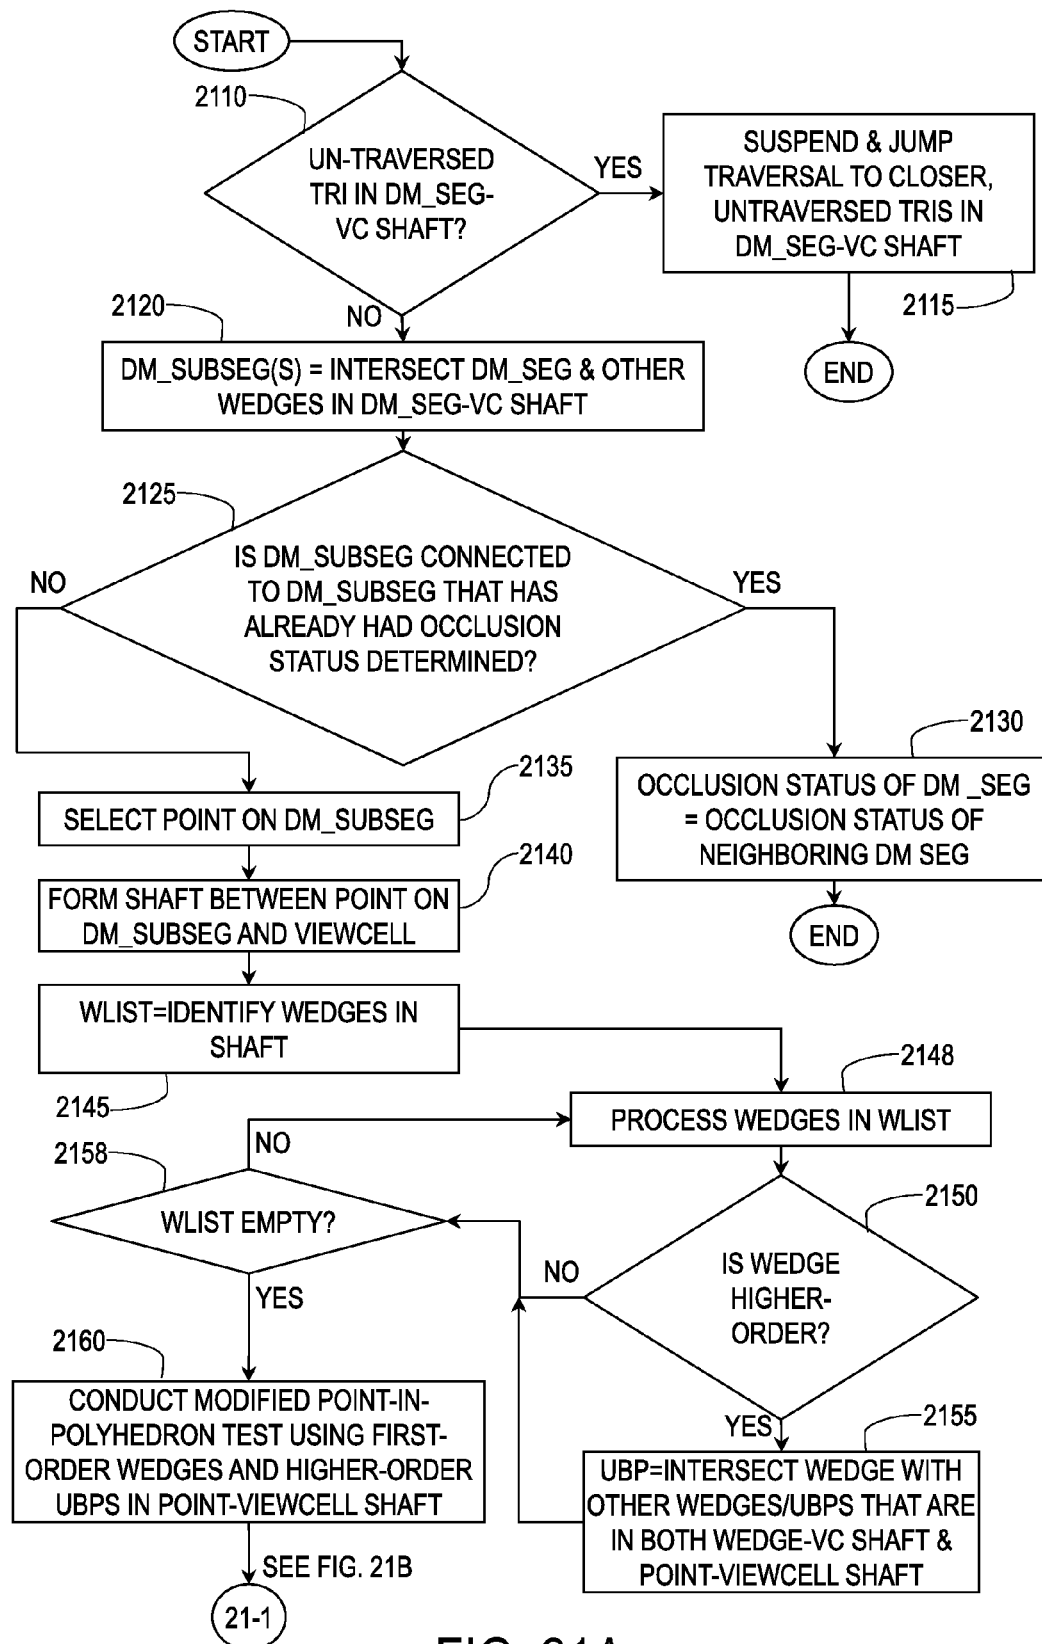 START
2110
UN-TRAVERSED
TRI IN DM_SEG-
VC SHAFT?
YES
SUSPEND & JUMP
TRAVERSAL TO CLOSER,
UNTRAVERSED TRIS IN
DM_SEG-VC SHAFT
2115
END
NO
2120
DM_SUBSEG(S) = INTERSECT DM_SEG & OTHER
WEDGES IN DM_SEG-VC SHAFT
2125
IS DM_SUBSEG CONNECTED
TO DM_SUBSEG THAT HAS
ALREADY HAD OCCLUSION
STATUS DETERMINED?
NO
YES
2130
OCCLUSION STATUS OF DM _SEG
= OCCLUSION STATUS OF
NEIGHBORING DM SEG
END
2135
SELECT POINT ON DM_SUBSEG
2140
FORM SHAFT BETWEEN POINT ON
DM_SUBSEG AND VIEWCELL
WLIST=IDENTIFY WEDGES IN
SHAFT
2145
2148
PROCESS WEDGES IN WLIST
2150
IS WEDGE
HIGHER-
ORDER?
NO
YES
2155
UBP=INTERSECT WEDGE WITH
OTHER WEDGES/UBPS THAT ARE
IN BOTH WEDGE-VC SHAFT &
POINT-VIEWCELL SHAFT
2158
WLIST EMPTY?
NO
YES
2160
CONDUCT MODIFIED POINT-IN-
POLYHEDRON TEST USING FIRST-
ORDER WEDGES AND HIGHER-ORDER
UBPS IN POINT-VIEWCELL SHAFT
SEE FIG. 21B
21-1
FIG. 21A